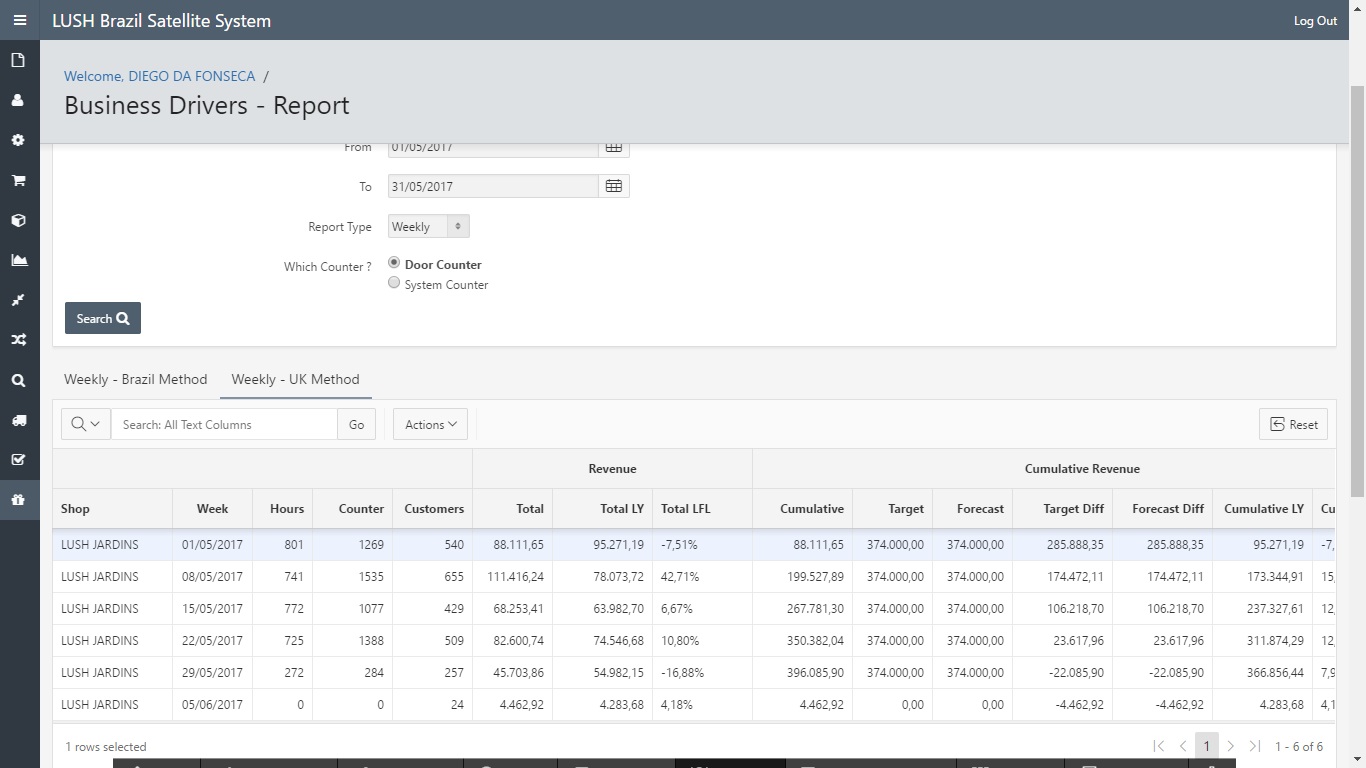 LUSH Brazil Satellite System Log Out
Welcome, DIEGO DA FONSECA /
Business Drivers - Report
From 01/05/2017
To 31/05/2017
Report Type Weekly
Which Counter ? Door Counter
System Counter
Search
Weekly - Brazil Method Weekly - UK Method
Search: All Text Columns Go Actions Reset
Revenue Cumulative Revenue
Shop Week Hours Counter Customers Total Total LY Total LFL Cumulative Target Forecast Target Diff Forecast Diff Cumulative LY Cu
LUSH JARDINS 01/05/2017 801 1269 540 88.111,65 95.271,19 -7,51% 88.111,65 374.000,00 374.000,00 285.888,35 285.888,35 95.271,19 -7,
LUSH JARDINS 08/05/2017 741 1535 655 111.416,24 78.073,72 42,71% 199.527,89 374.000,00 374.000,00 174.472,11 174.472,11 173.344,91 15,
LUSH JARDINS 15/05/2017 772 1077 429 68.253,41 63.982,70 6,67% 267.781,30 374.000,00 374.000,00 106.218,70 106.218,70 237.327,61 12,
LUSH JARDINS 22/05/2017 725 1388 509 82.600,74 74.546,68 10,80% 350.382,04 374.000,00 374.000,00 23.617,96 23.617,96 311.874,29 12,
LUSH JARDINS 29/05/2017 272 284 257 45.703,86 54.982,15 -16,88% 396.085,90 374.000,00 374.000,00 -22.085,90 -22.085,90 366.856,44 7,9
LUSH JARDINS 05/06/2017 0 0 24 4.462,92 4.283,68 4,18% 4.462,92 0,00 0,00 -4.462,92 -4.462,92 4.283,68 4,1
1 rows selected 1 1 - 6 of 6